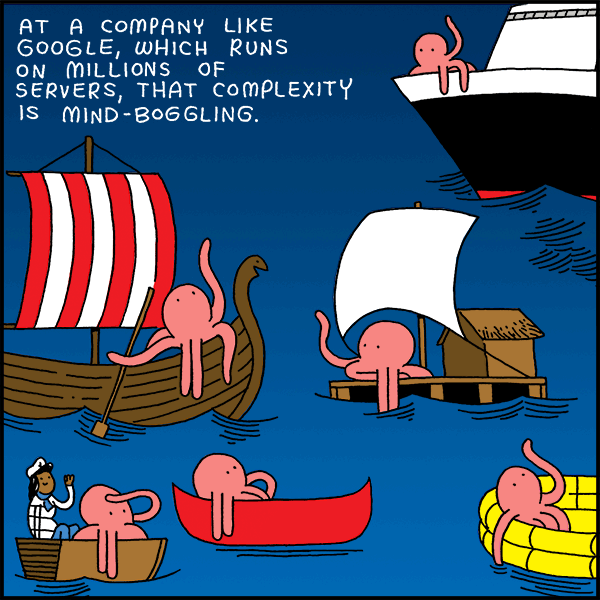 AT A COMPANY LIKE
GOOGLE, WHICH RUNS
ON MILLIONS OF
SERVERS, THAT COMPLEXITY
IS MIND-BOGGLING.